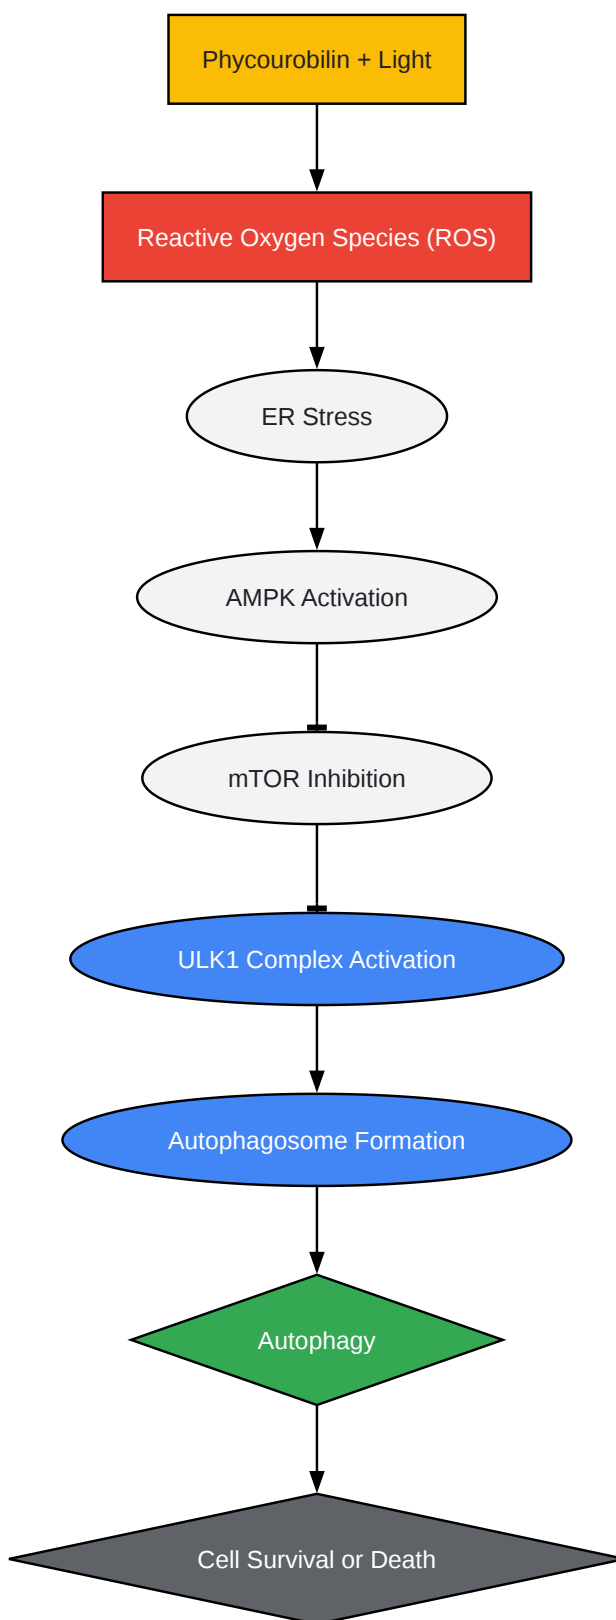 Phycourobilin + Light
Reactive Oxygen Species (ROS)
ER Stress
AMPK Activation
mTOR Inhibition
ULK1 Complex Activation
Autophagosome Formation
Autophagy
Cell Survival or Death